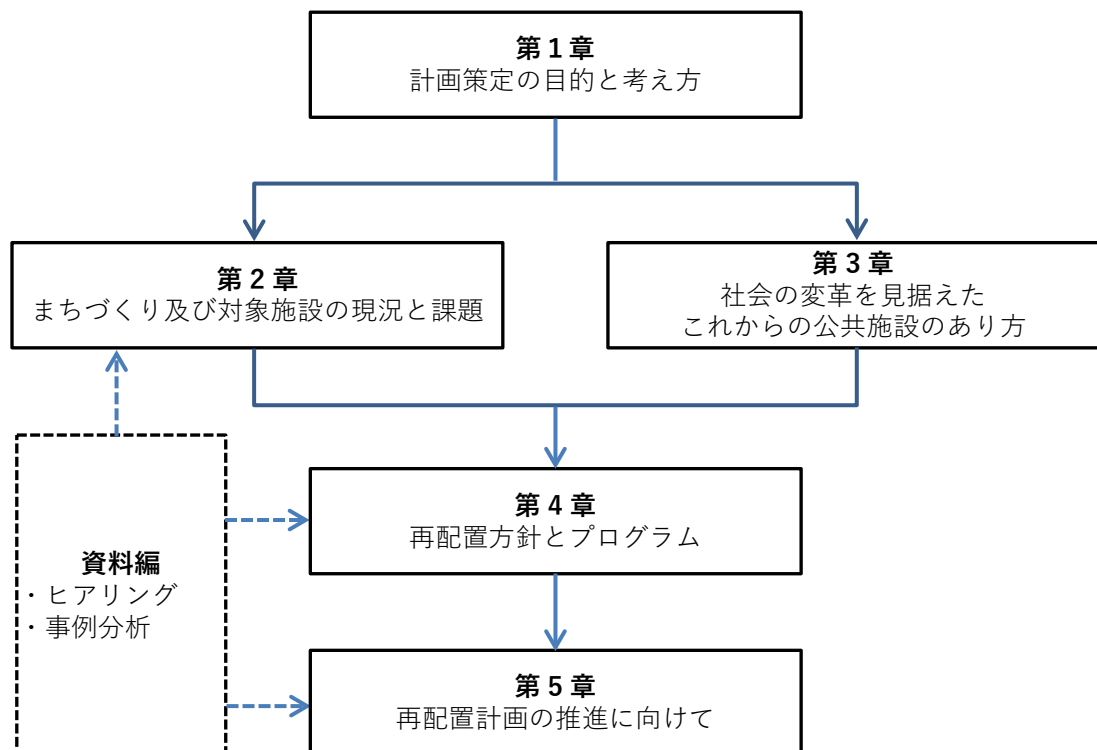 第1章
計画策定の目的と考え方
第2章
まちづくり及び対象施設の現況と課題
第3章
社会の変革を見据えた
これからの公共施設のあり方
第4章
再配置方針とプログラム
資料編
・ヒアリング
・事例分析
第5章
再配置計画の推進に向けて